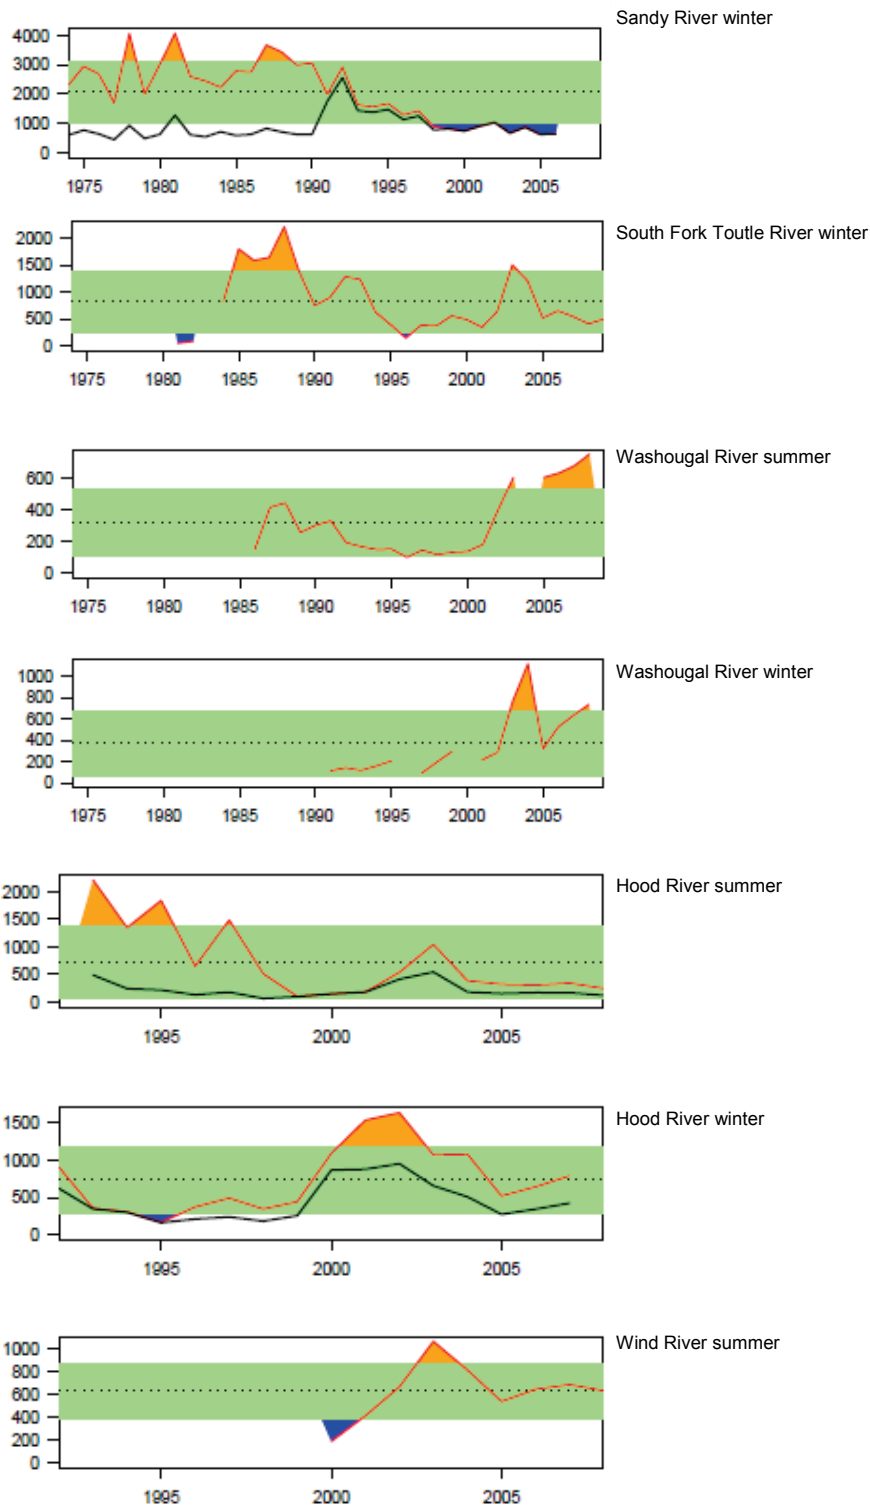 Sandy River winter
4000
3000
2000
1000
0
1975 1980 1985 1990 1995 2000 2005
South Fork Toutle River winter
2000
1500
1000
500
0
1975 1980 1985 1990 1995 2000 2005
Washougal River summer
600
400
200
0
1975 1980 1985 1990 1995 2000 2005
Washougal River winter
1000
800
600
400
200
0
1975 1980 1985 1990 1995 2000 2005
Hood River summer
2000
1500
1000
500
0
1995 2000 2005
Hood River winter
1500
1000
500
0
1995 2000 2005
Wind River summer
1000
800
600
400
200
0
1995 2000 2005